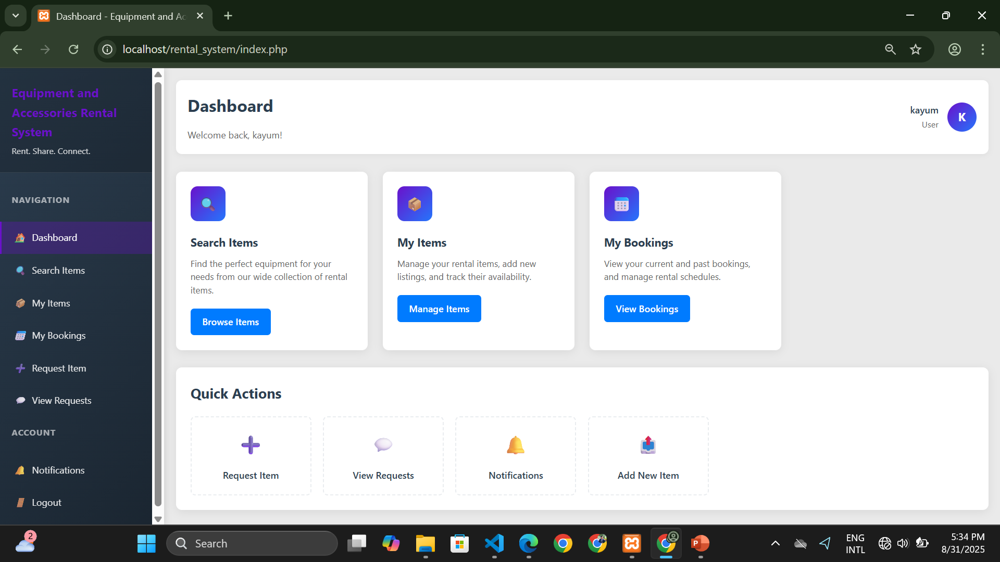 Dashboard - Equipment and Ac
localhost/rental_system/index.php
Equipment and
Accessories Rental
System
Rent. Share. Connect.
NAVIGATION
Dashboard
Search Items
My Items
My Bookings
Request Item
View Requests
ACCOUNT
Notifications
Logout
Dashboard
Welcome back, kayum!
kayum
User
K
Search Items
Find the perfect equipment for your
needs from our wide collection of rental
items.
Browse Items
My Items
Manage your rental items, add new
listings, and track their availability.
Manage Items
My Bookings
View your current and past bookings,
and manage rental schedules.
View Bookings
Quick Actions
Request Item
View Requests
Notifications
Add New Item
2
Search
P
ENG
INTL
5:34 PM
8/31/2025